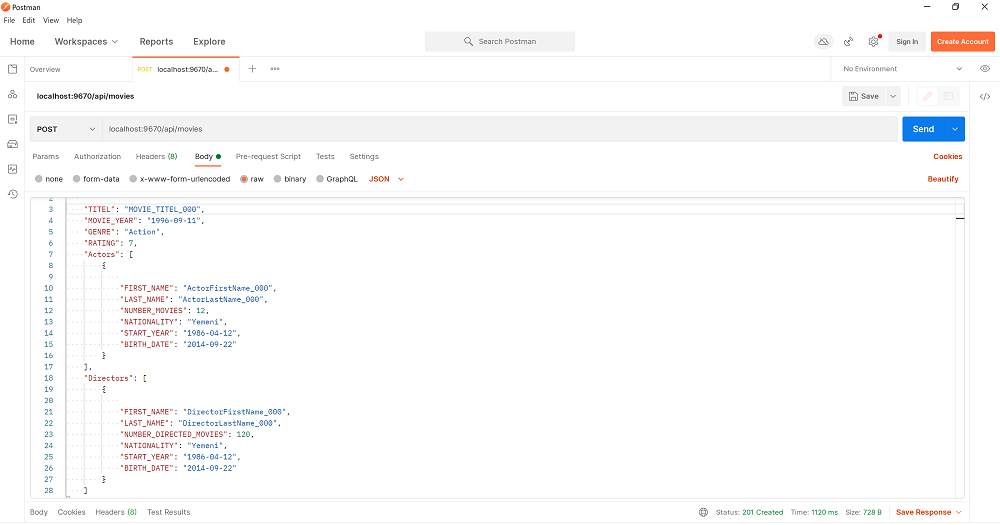 Postman
File Edit View Help
Home Workspaces Reports Explore Search Postman Sign In Create Account
Overview POST localhost:9670/a... No Environment
localhost:9670/api/movies Save
POST localhost:9670/api/movies Send
Params Authorization Headers (8) Body Pre-request Script Tests Settings Cookies
none form-data x-www-form-urlencoded raw binary GraphQL JSON Beautify
2
3 "TITEL": "MOVIE_TITEL_000",
4 "MOVIE_YEAR": "1996-09-11",
5 "GENRE": "Action",
6 "RATING": 7,
7 "Actors": [
8 {
9
10 "FIRST_NAME": "ActorFirstName_000",
11 "LAST_NAME": "ActorLastName_000",
12 "NUMBER_MOVIES": 12,
13 "NATIONALITY": "Yemeni",
14 "START_YEAR": "1986-04-12",
15 "BIRTH_DATE": "2014-09-22"
16 }
17 ],
18 "Directors": [
19 {
20
21 "FIRST_NAME": "DirectorFirstName_000",
22 "LAST_NAME": "DirectorLastName_000",
23 "NUMBER_DIRECTED_MOVIES": 120,
24 "NATIONALITY": "Yemeni",
25 "START_YEAR": "1986-04-12",
26 "BIRTH_DATE": "2014-09-22"
27 }
28 ]
Body Cookies Headers (8) Test Results Status: 201 Created Time: 1120 ms Size: 728 B Save Response